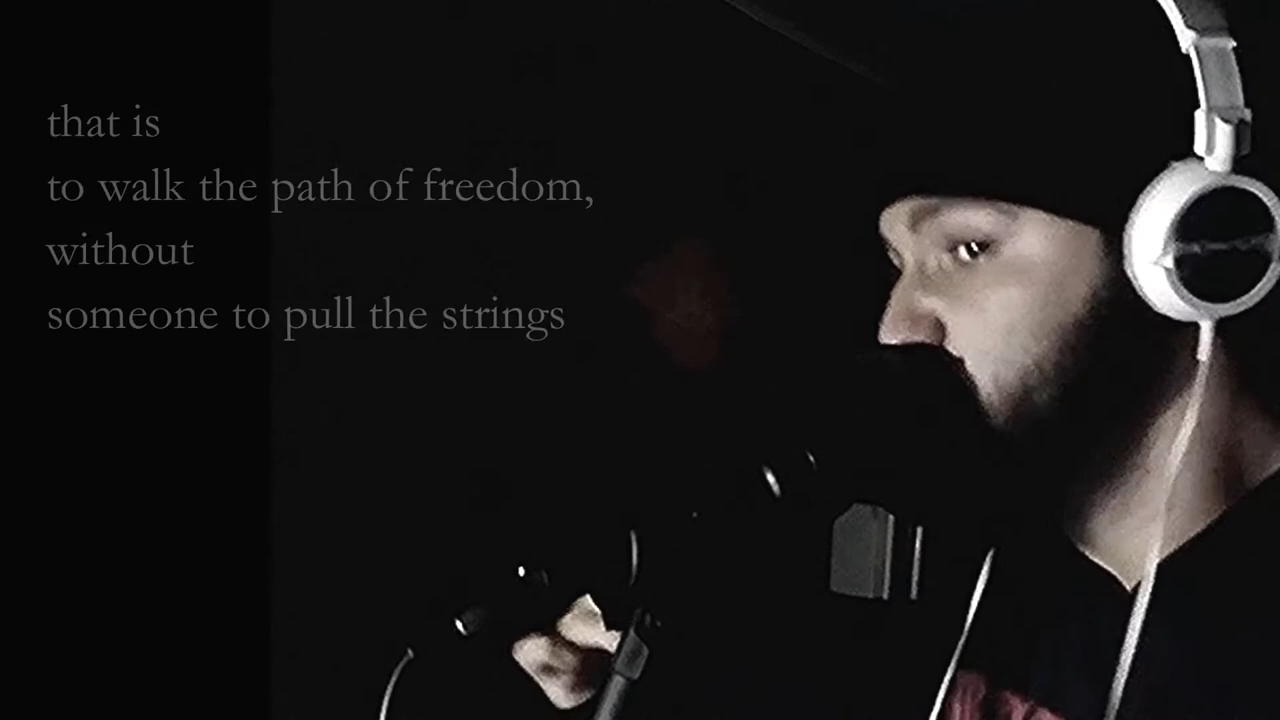 that is
to walk the path of freedom,
without
someone to pull the strings